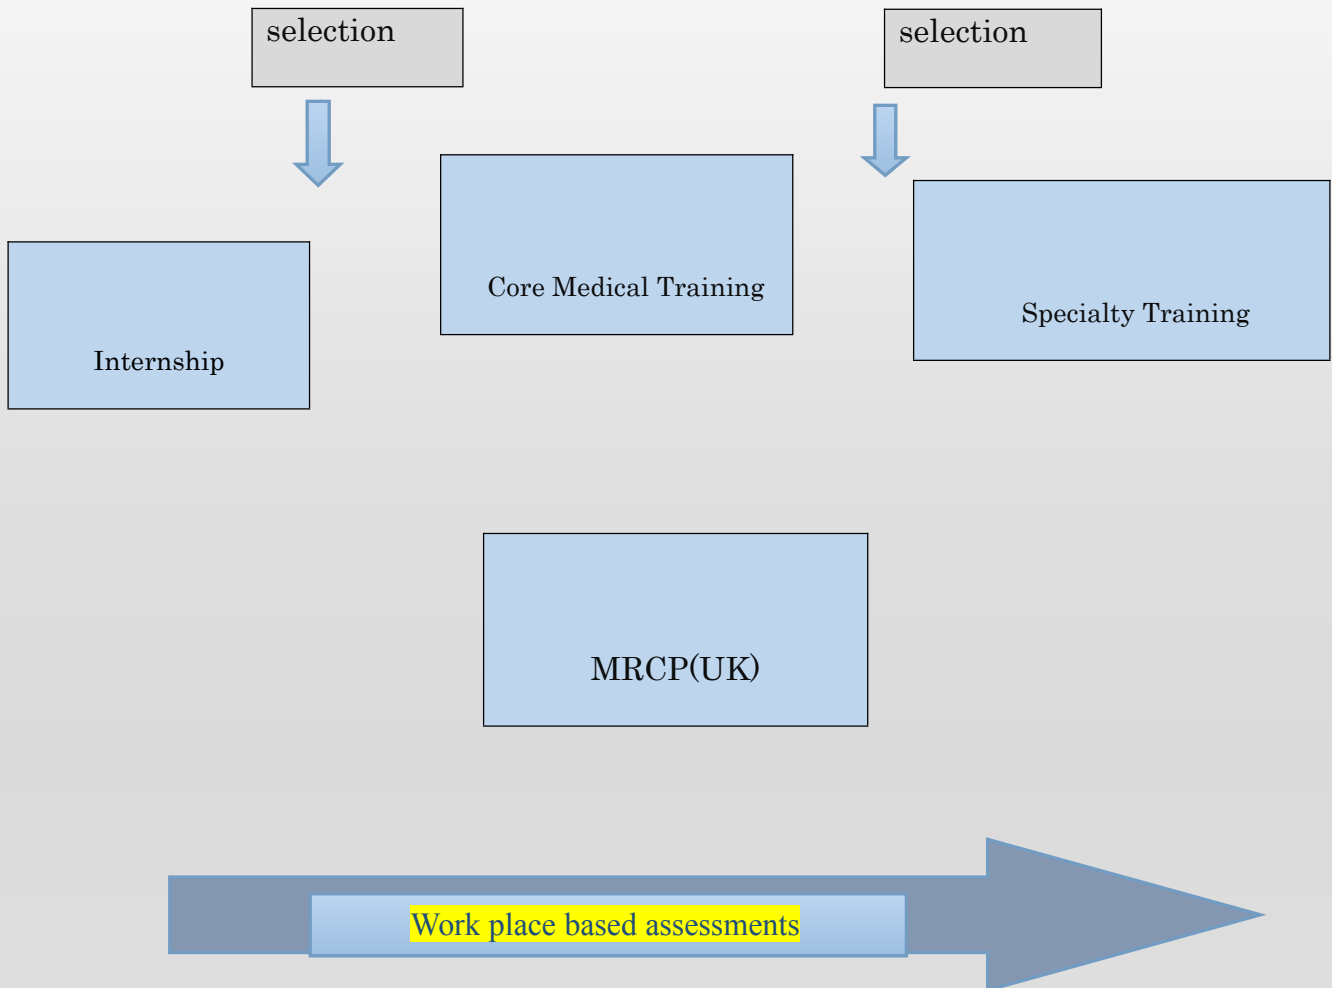 selection
selection
Core Medical Training
Specialty Training
Internship
MRCP(UK)
Work place based assessments